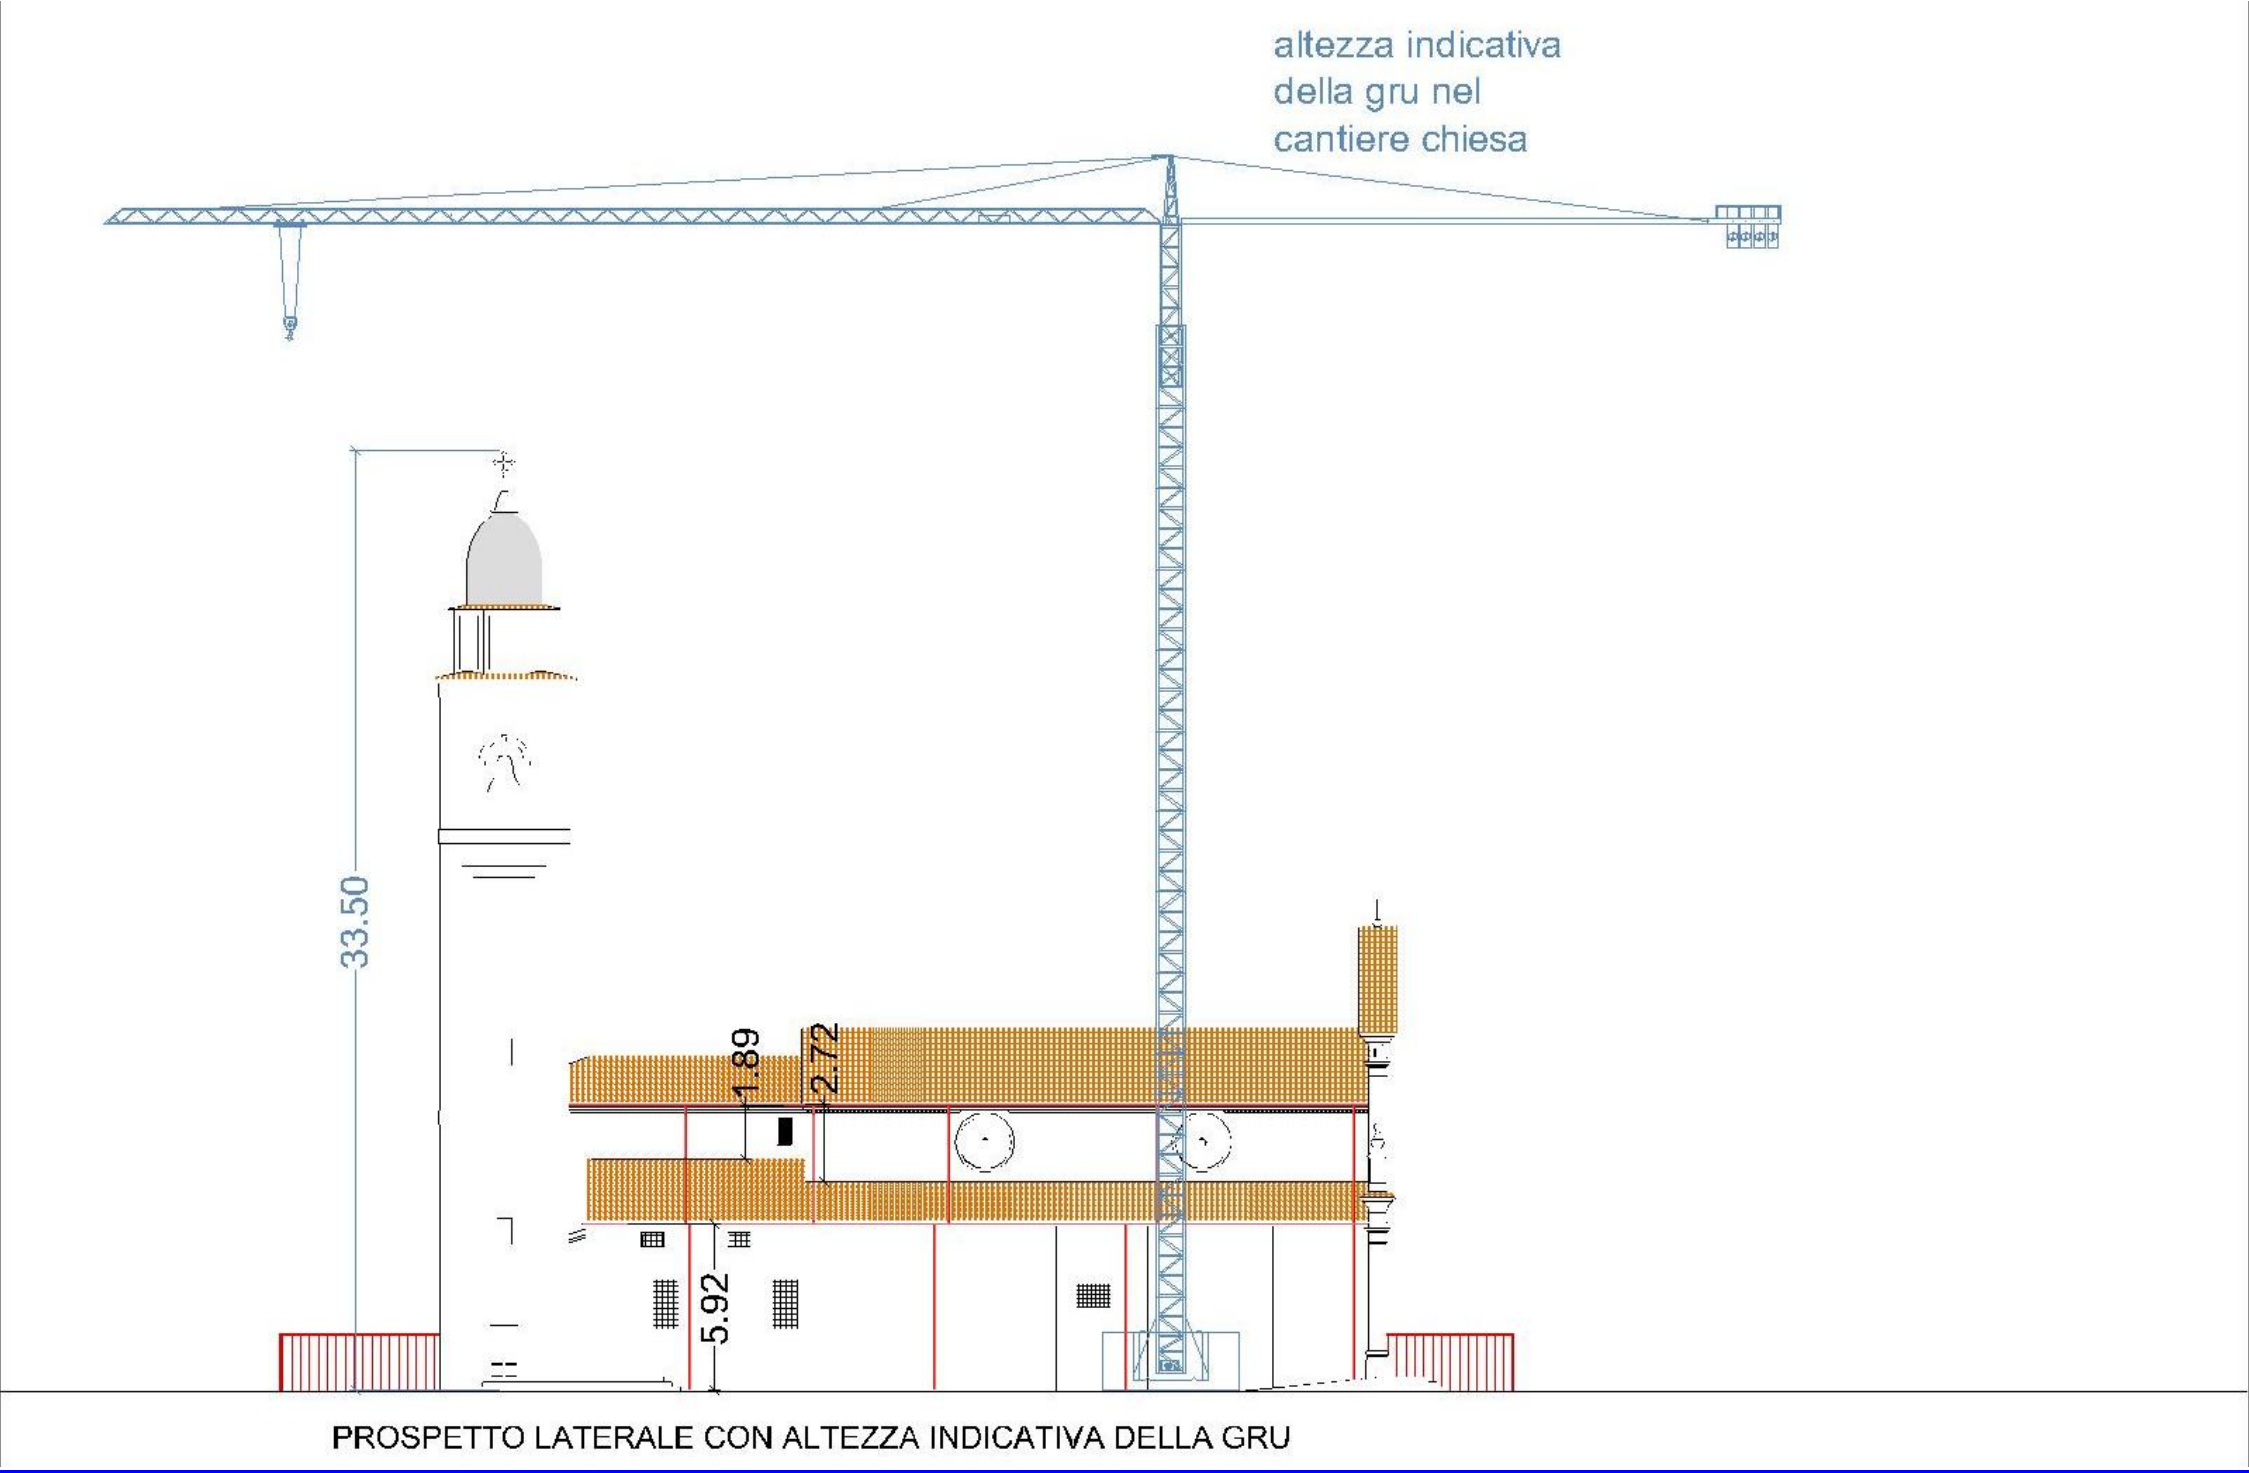 altezza indicativa
della gru nel
cantiere chiesa
33.50
1.89
2.72
5.92
PROSPETTO LATERALE CON ALTEZZA INDICATIVA DELLA GRU